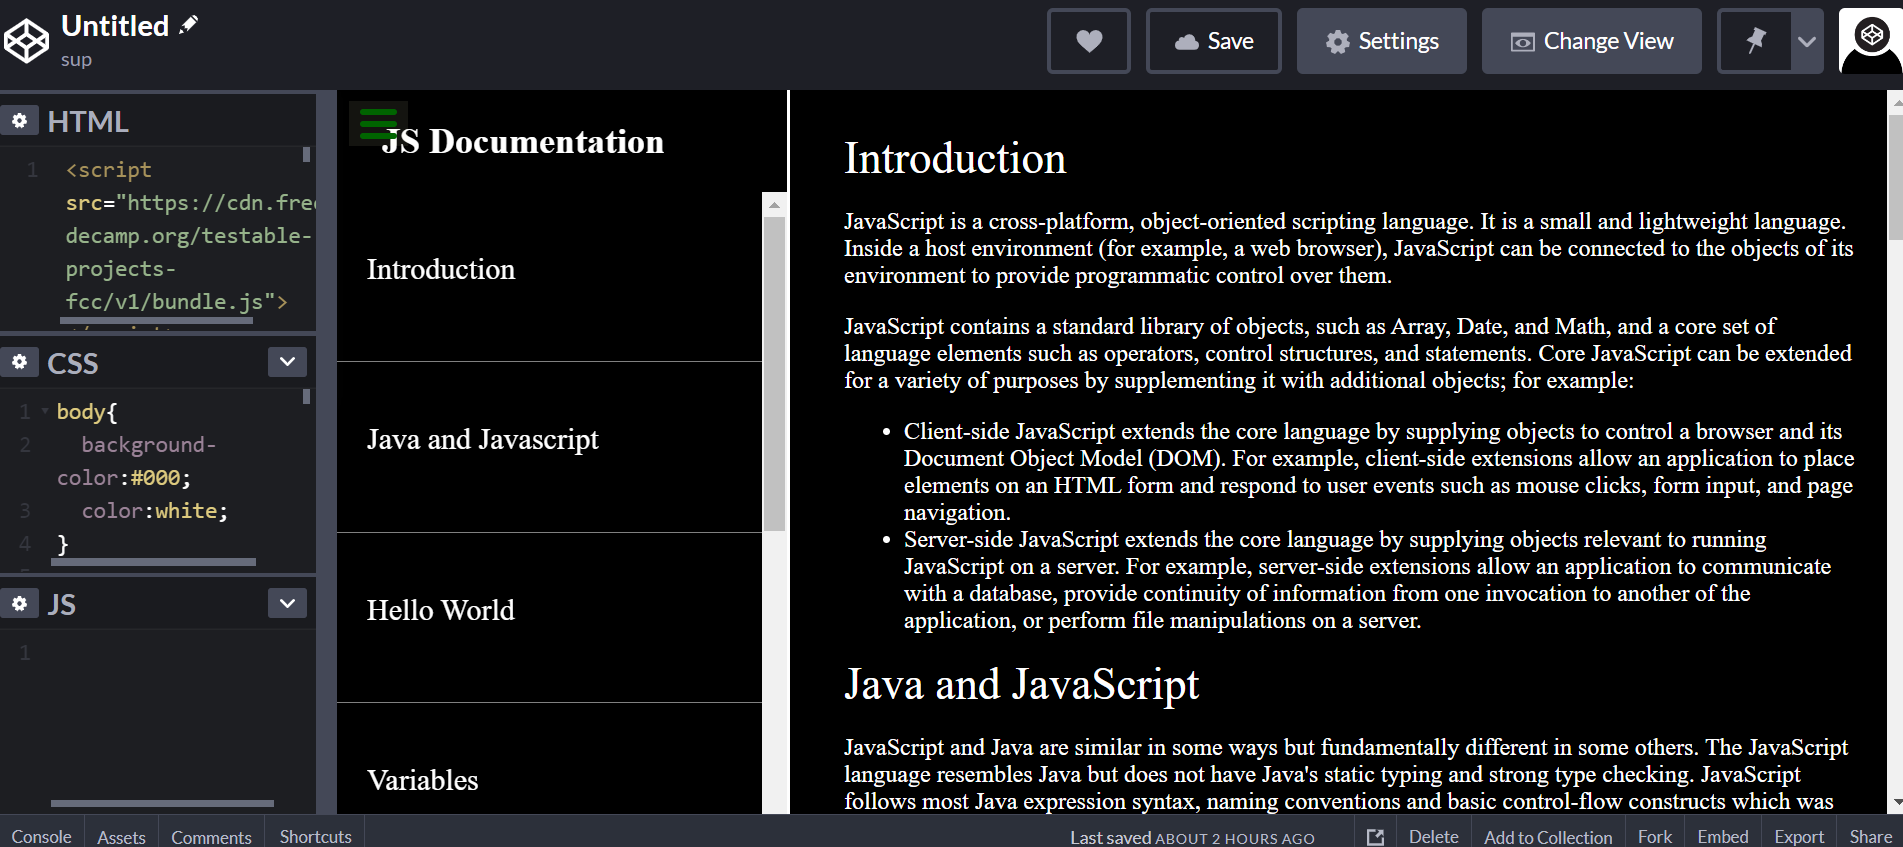 Untitled
sup
Save
Settings
Change View
HTML
1 <script
src="https://cdn.free
decamp.org/testable-
projects-
fcc/v1/bundle.js">
CSS
1 body{
2 background-
color:#000;
3 color:white;
4 }
JS
1
JS Documentation
Introduction
Java and Javascript
Hello World
Variables
Introduction
JavaScript is a cross-platform, object-oriented scripting language. It is a small and lightweight language.
Inside a host environment (for example, a web browser), JavaScript can be connected to the objects of its
environment to provide programmatic control over them.
JavaScript contains a standard library of objects, such as Array, Date, and Math, and a core set of
language elements such as operators, control structures, and statements. Core JavaScript can be extended
for a variety of purposes by supplementing it with additional objects; for example:
• Client-side JavaScript extends the core language by supplying objects to control a browser and its
Document Object Model (DOM). For example, client-side extensions allow an application to place
elements on an HTML form and respond to user events such as mouse clicks, form input, and page
navigation.
• Server-side JavaScript extends the core language by supplying objects relevant to running
JavaScript on a server. For example, server-side extensions allow an application to communicate
with a database, provide continuity of information from one invocation to another of the
application, or perform file manipulations on a server.
Java and JavaScript
JavaScript and Java are similar in some ways but fundamentally different in some others. The JavaScript
language resembles Java but does not have Java's static typing and strong type checking. JavaScript
follows most Java expression syntax, naming conventions and basic control-flow constructs which was
Console Assets Comments Shortcuts Last saved ABOUT 2 HOURS AGO Delete Add to Collection Fork Embed Export Share